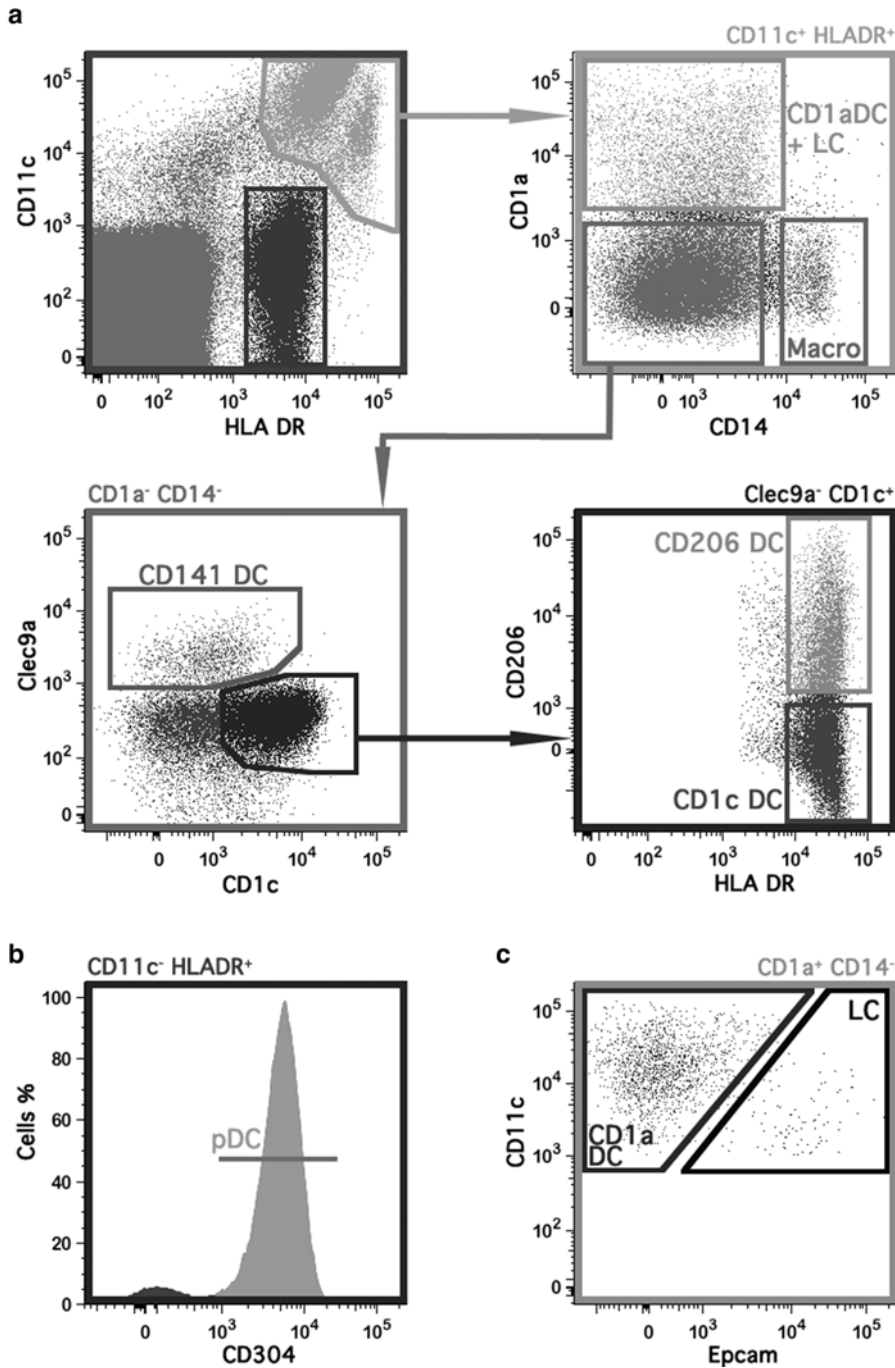 a
CD11c
10⁵
10⁴
10³
10²
0
0
10²
10³
10⁴
10⁵
HLA DR
CD11c⁺ HLADR⁺
CD1a
10⁵
10⁴
10³
0
CD1aDC
+ LC
Macro
0
10³
10⁴
10⁵
CD14
CD1a⁻ CD14⁻
Clec9a
10⁵
10⁴
10³
10²
0
CD141 DC
0
10³
10⁴
10⁵
CD1c
Clec9a⁻ CD1c⁺
CD206
10⁵
10⁴
10³
0
CD206 DC
CD1c DC
0
10²
10³
10⁴
10⁵
HLA DR
b
CD11c⁻ HLADR⁺
Cells %
100
80
60
40
20
0
pDC
0
10³
10⁴
10⁵
CD304
c
CD1a⁺ CD14⁻
CD11c
10⁵
10⁴
10³
10²
0
LC
CD1a
DC
0
10³
10⁴
10⁵
Epcam